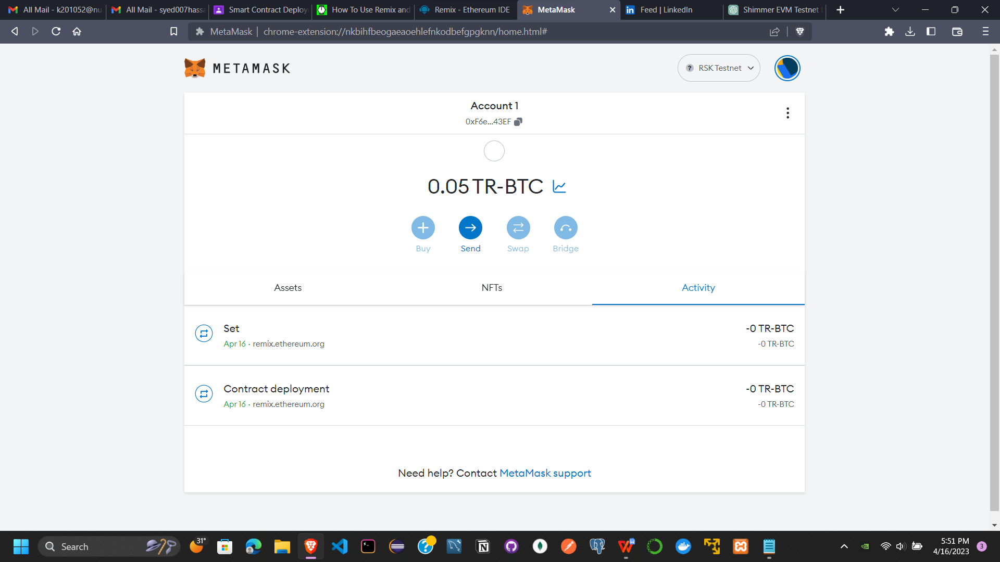 All Mail - k201052@nu
All Mail - syed007hassa
Smart Contract Deploy
How To Use Remix and
Remix - Ethereum IDE
MetaMask
Feed | LinkedIn
Shimmer EVM Testnet
MetaMask | chrome-extension://nkbihfbeogaeaoehlefnkodbefgpgknn/home.html#
METAMASK
? RSK Testnet
Account 1
0xF6e...43EF
0.05 TR-BTC
Buy
Send
Swap
Bridge
Assets
NFTs
Activity
Set
-0 TR-BTC
Apr 16 · remix.ethereum.org
-0 TR-BTC
Contract deployment
-0 TR-BTC
Apr 16 · remix.ethereum.org
-0 TR-BTC
Need help? Contact MetaMask support
Search
31°
5:51 PM
4/16/2023
3